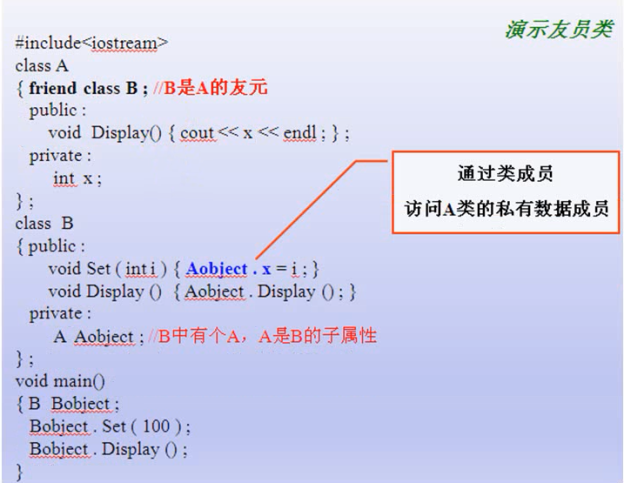 演示友员类
#include<iostream>
class A
{ friend class B ; //B是A的友元
public :
void Display() { cout << x << endl ; } ;
private :
int x ;
} ;
通过类成员
访问A类的私有数据成员
class B
{ public :
void Set ( int i ) { Aobject . x = i ; }
void Display () { Aobject . Display () ; }
private :
A Aobject ; //B中有个A，A是B的子属性
} ;
void main()
{ B Bobject ;
Bobject . Set ( 100 ) ;
Bobject . Display () ;
}